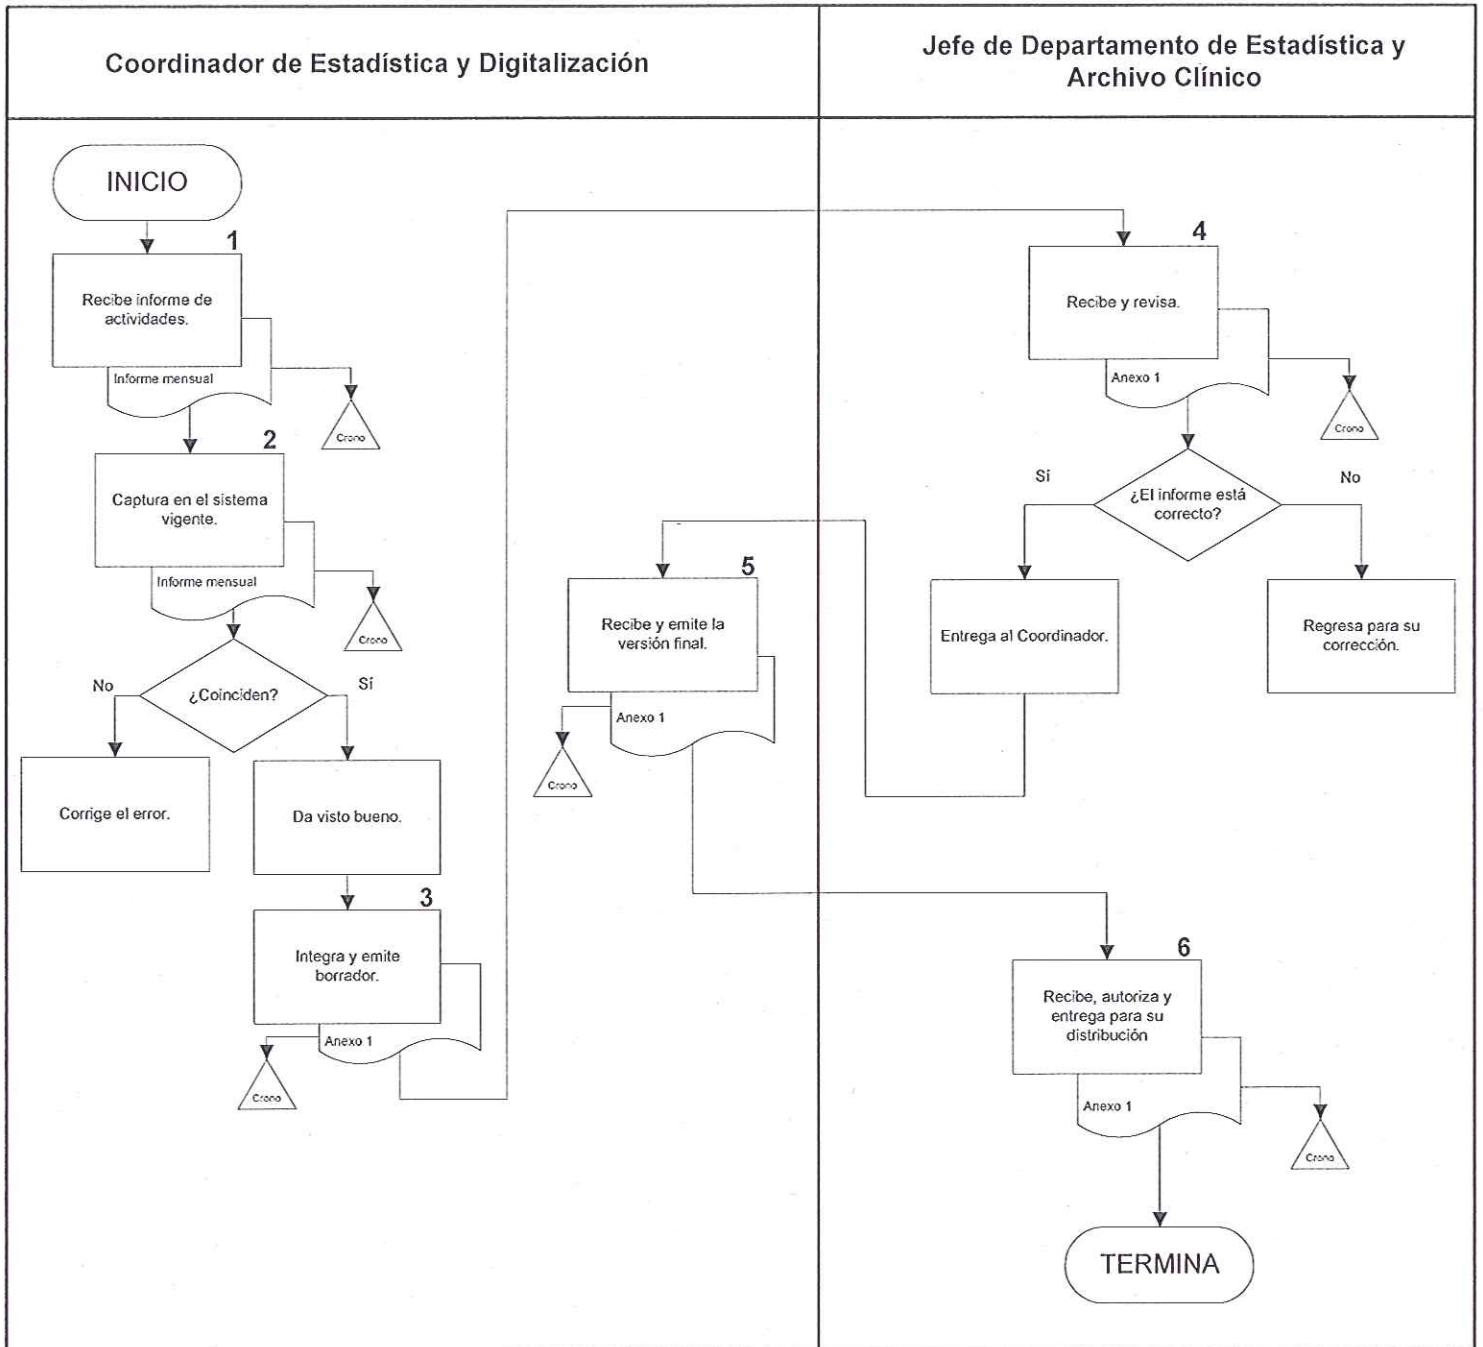 Coordinador de Estadística y Digitalización
Jefe de Departamento de Estadística y
Archivo Clínico
INICIO
1
Recibe informe de
actividades.
Informe mensual
Crono
2
Captura en el sistema
vigente.
Informe mensual
Crono
¿Coinciden?
No
Sí
Corrige el error.
Da visto bueno.
3
Integra y emite
borrador.
Anexo 1
Crono
4
Recibe y revisa.
Anexo 1
Crono
¿El informe está
correcto?
Sí
No
Entrega al Coordinador.
Regresa para su
corrección.
5
Recibe y emite la
versión final.
Anexo 1
Crono
6
Recibe, autoriza y
entrega para su
distribución
Anexo 1
Crono
TERMINA